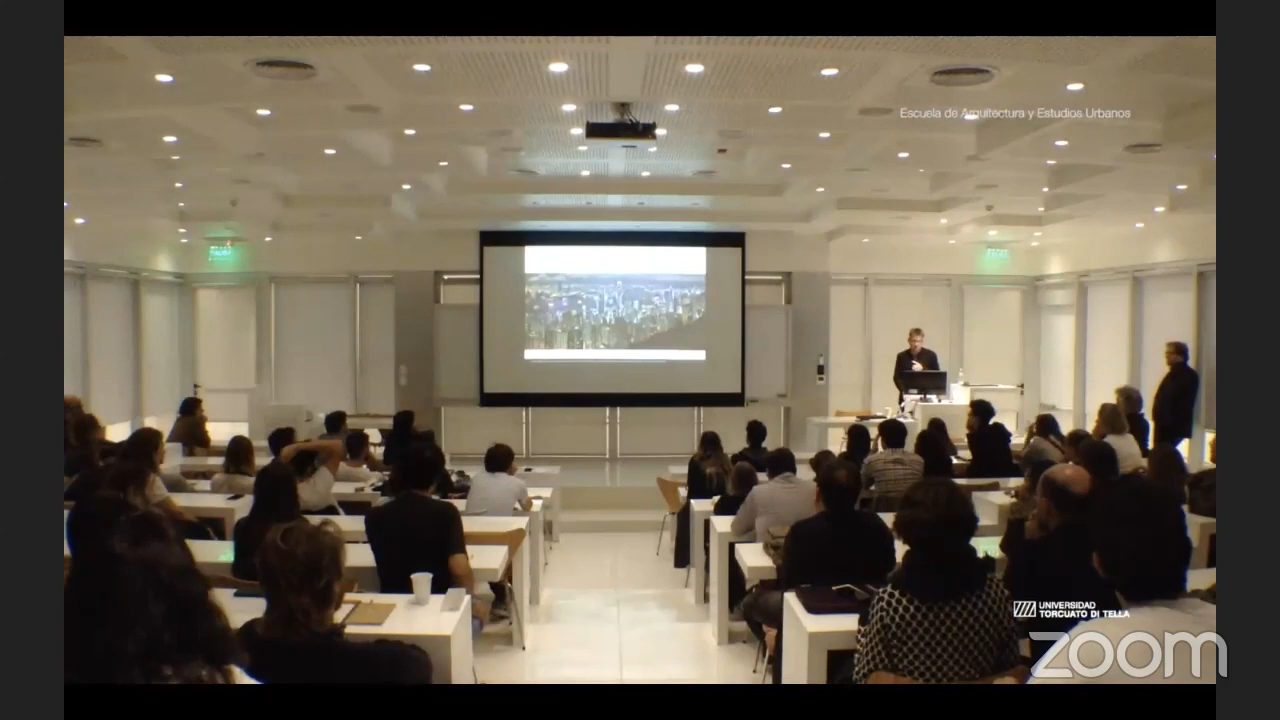 Escuela de Arquitectura y Estudios Urbanos
UNIVERSIDAD
TORCUATO DI TELLA
zoom